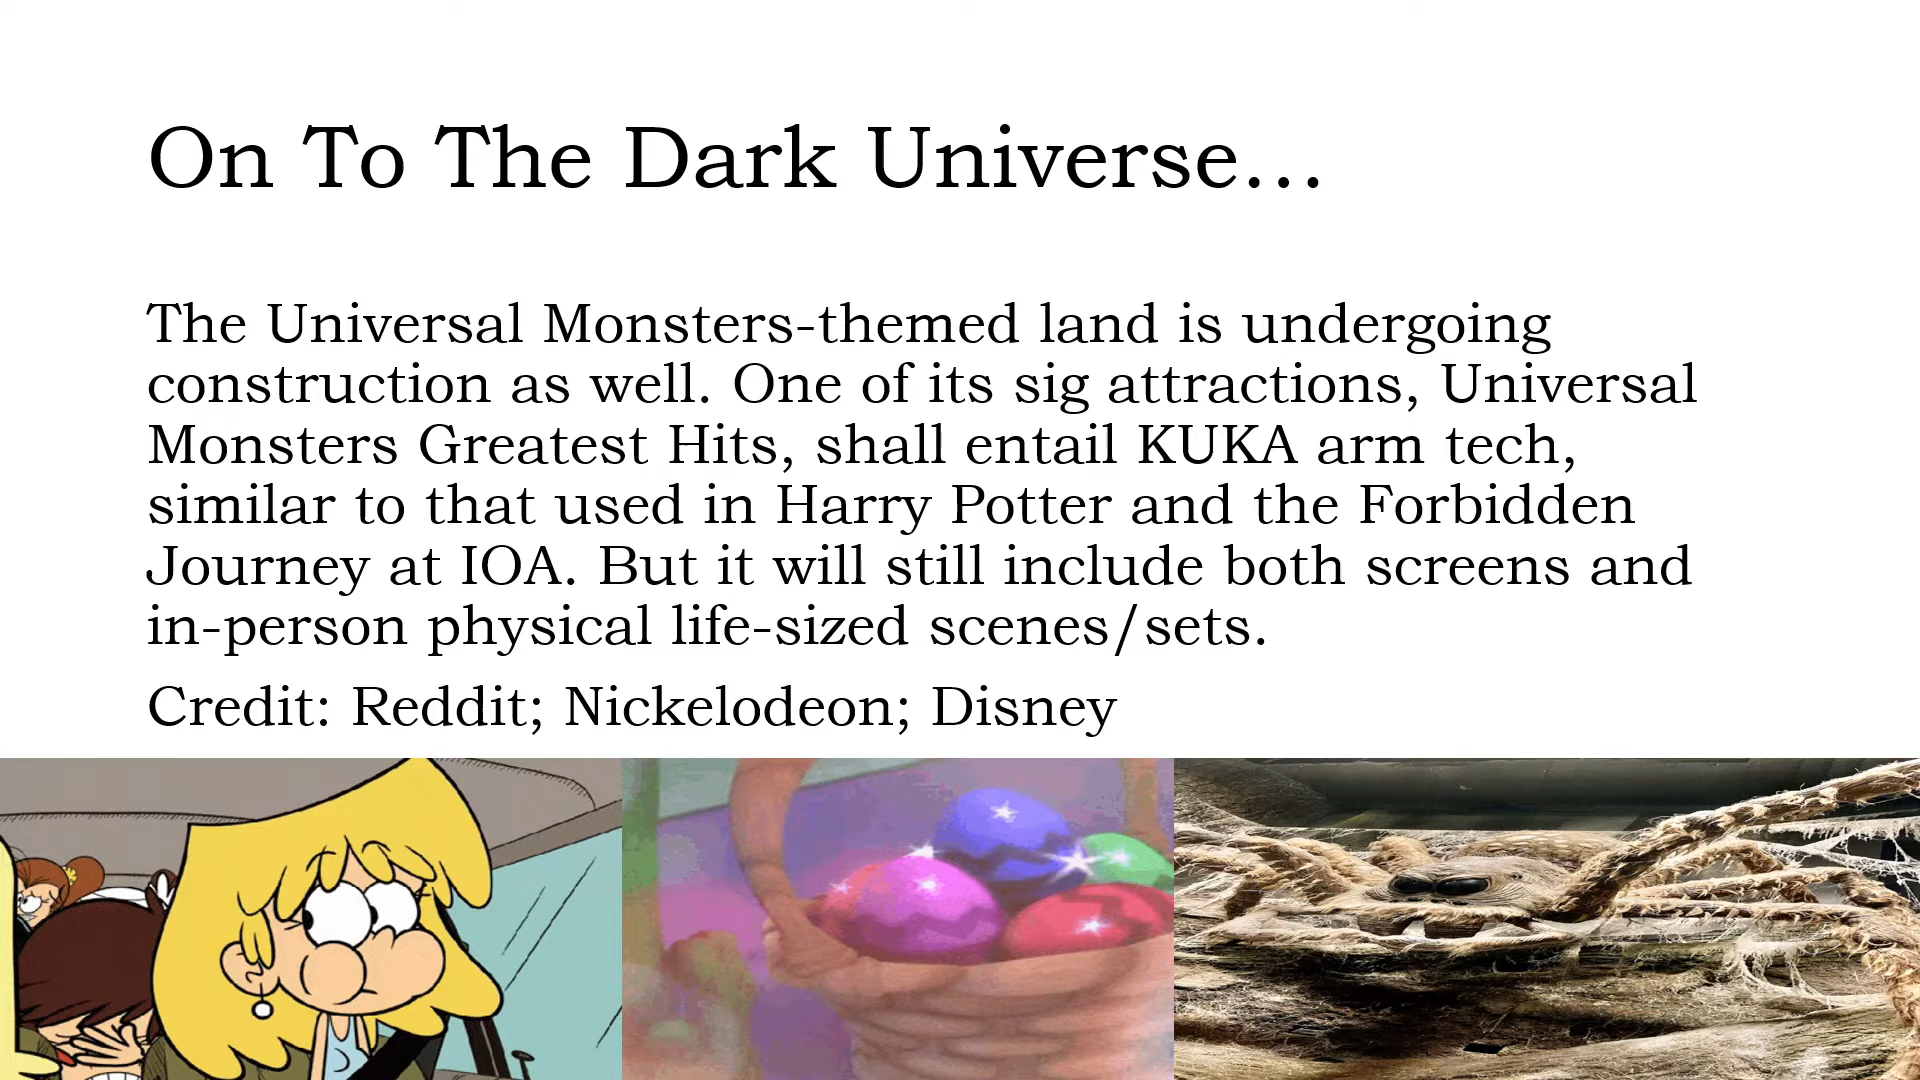 On To The Dark Universe...
The Universal Monsters-themed land is undergoing
construction as well. One of its sig attractions, Universal
Monsters Greatest Hits, shall entail KUKA arm tech,
similar to that used in Harry Potter and the Forbidden
Journey at IOA. But it will still include both screens and
in-person physical life-sized scenes/sets.
Credit: Reddit; Nickelodeon; Disney